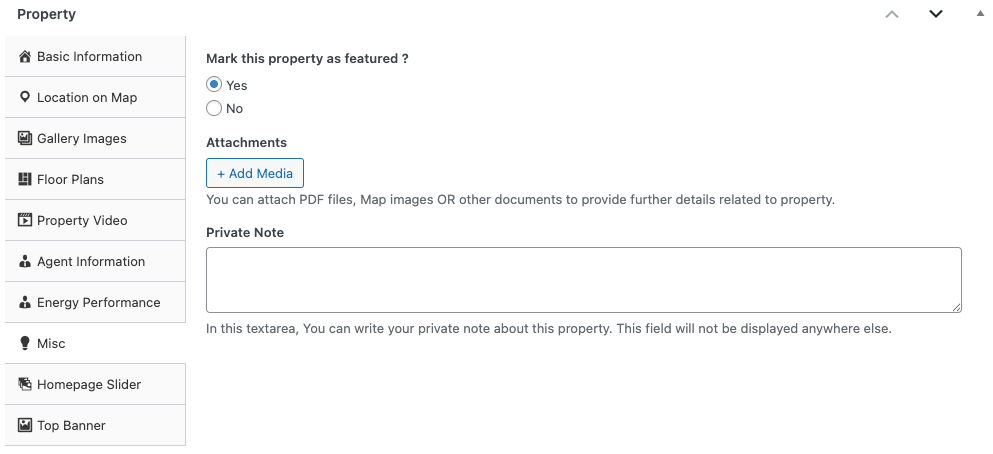 Property
Basic Information
Location on Map
Gallery Images
Floor Plans
Property Video
Agent Information
Energy Performance
Misc
Homepage Slider
Top Banner
Mark this property as featured ?
Yes
No
Attachments
+ Add Media
You can attach PDF files, Map images OR other documents to provide further details related to property.
Private Note
In this textarea, You can write your private note about this property. This field will not be displayed anywhere else.